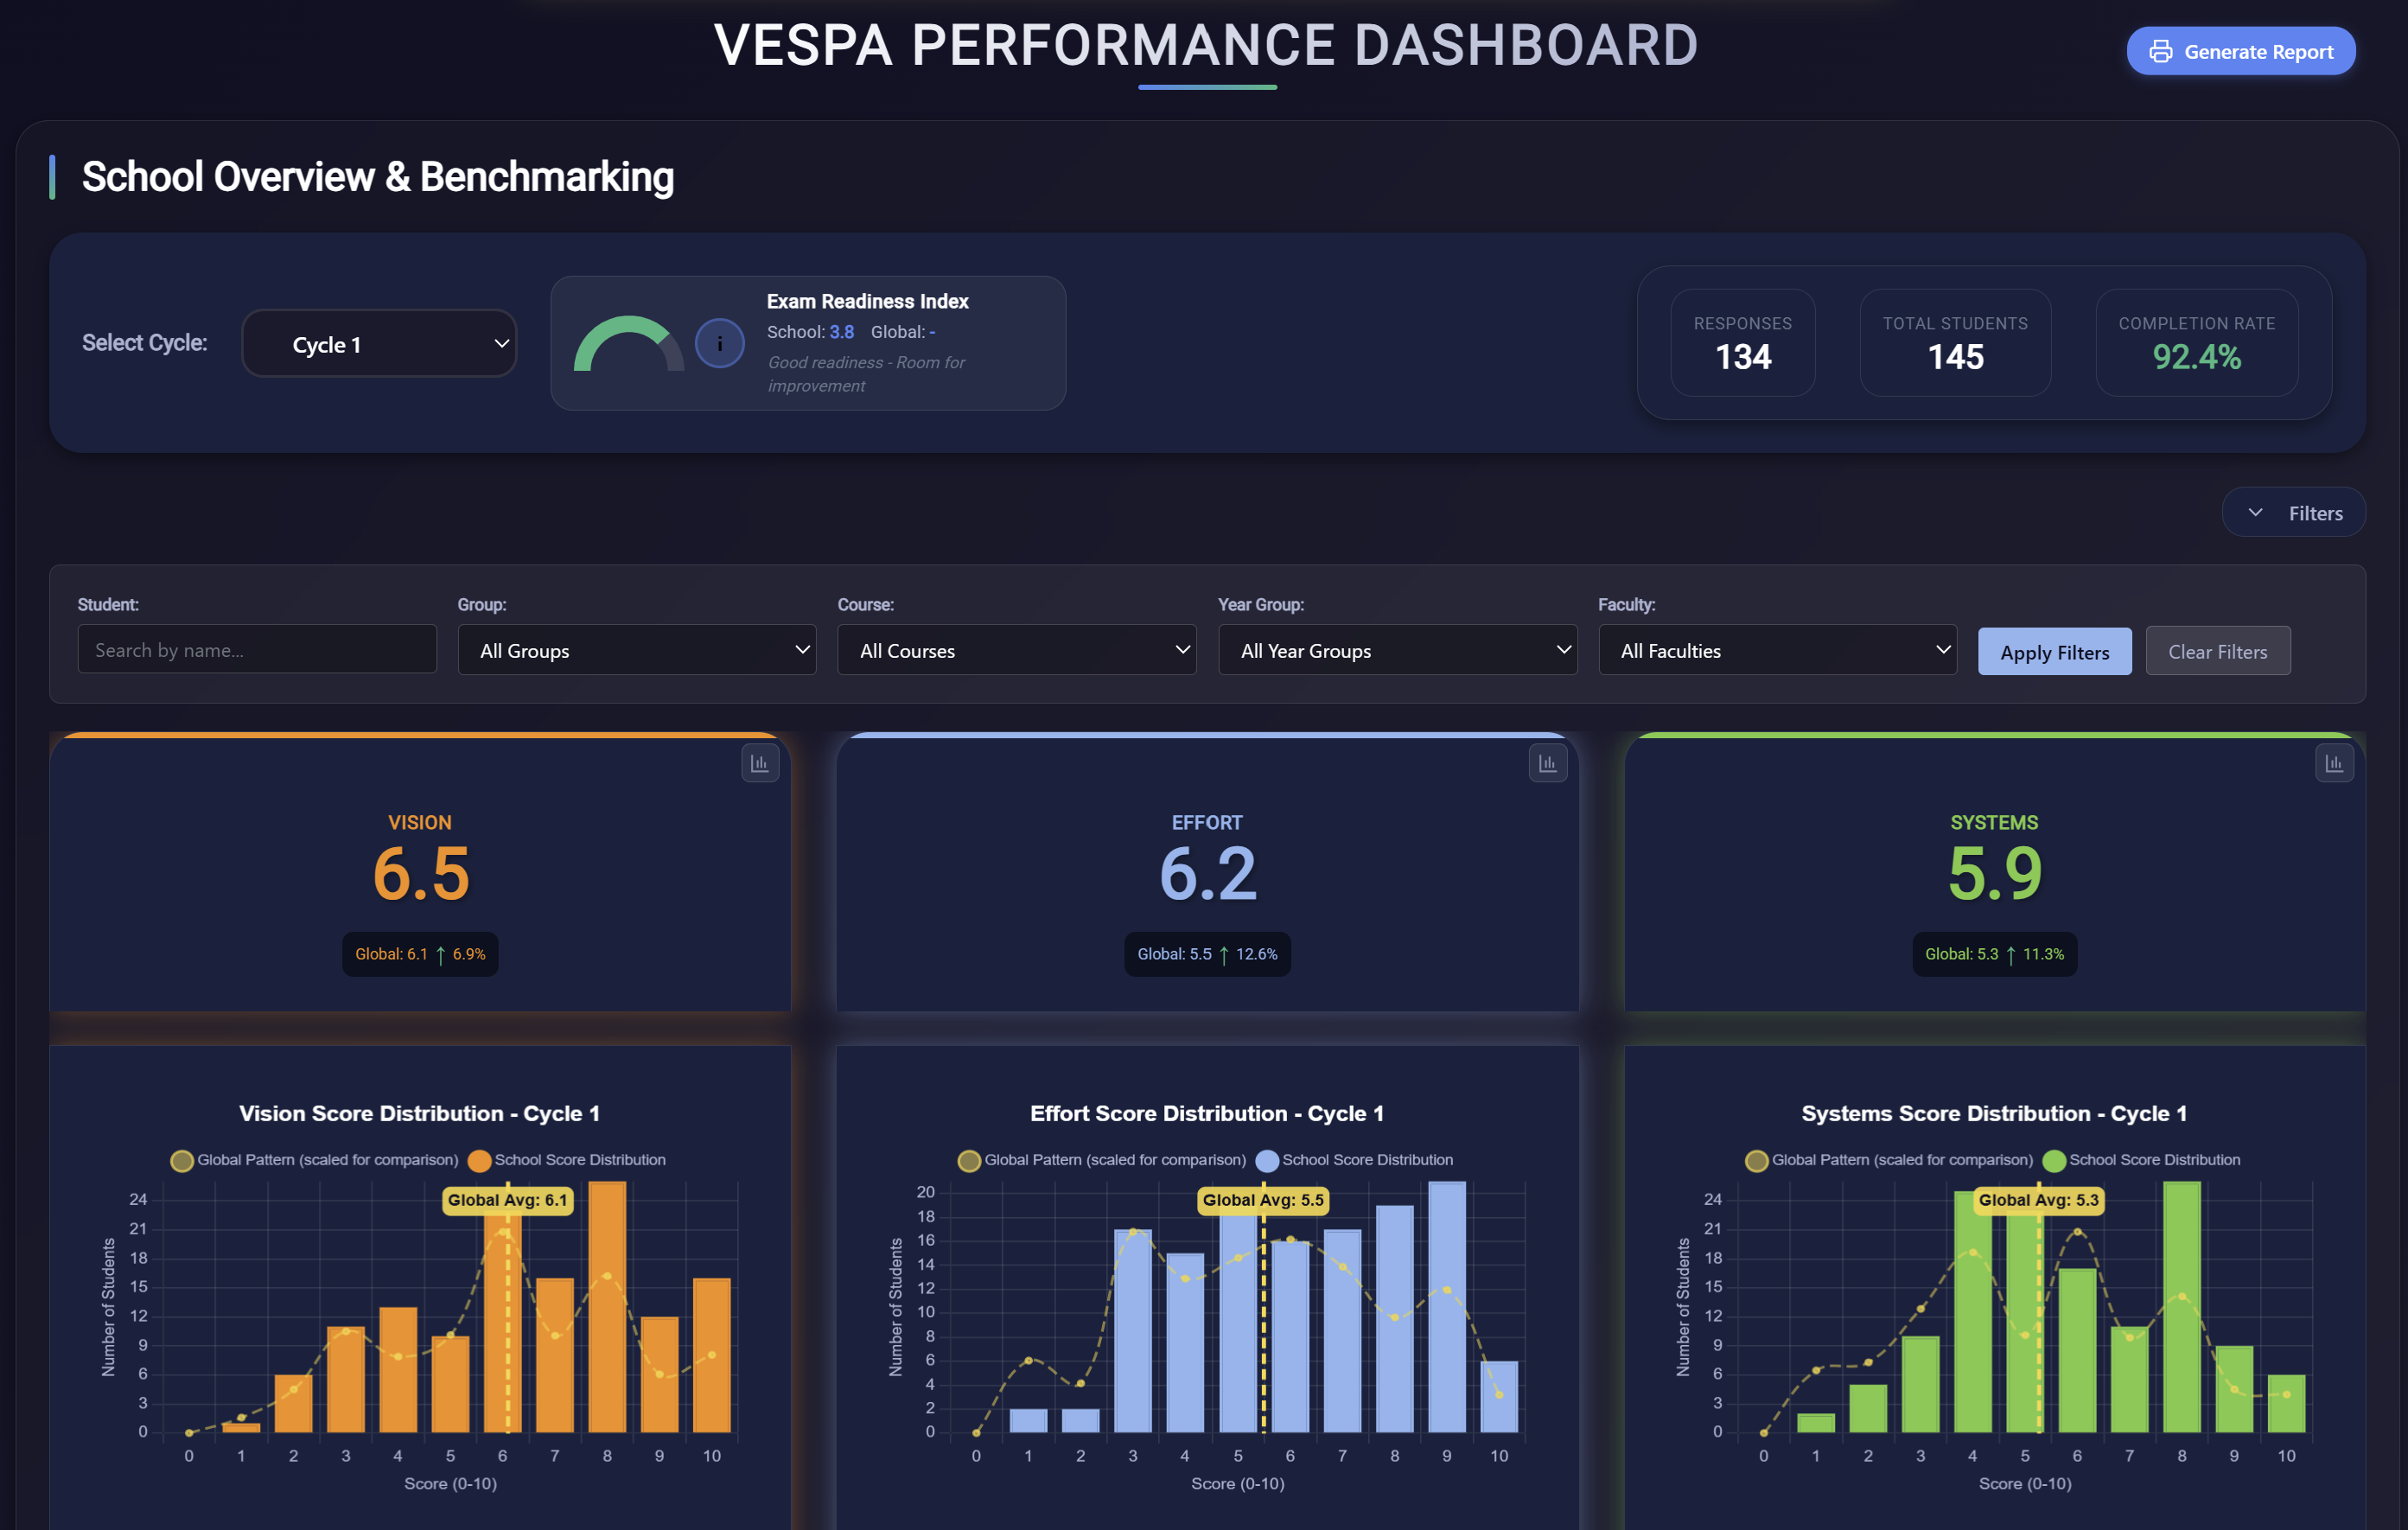 VESPA PERFORMANCE DASHBOARD
Generate Report
School Overview & Benchmarking
Select Cycle:
Cycle 1
i
Exam Readiness Index
School: 3.8 Global: -
Good readiness - Room for
improvement
RESPONSES
134
TOTAL STUDENTS
145
COMPLETION RATE
92.4%
Filters
Student:
Search by name...
Group:
All Groups
Course:
All Courses
Year Group:
All Year Groups
Faculty:
All Faculties
Apply Filters
Clear Filters
VISION
6.5
Global: 6.1 ↑ 6.9%
EFFORT
6.2
Global: 5.5 ↑ 12.6%
SYSTEMS
5.9
Global: 5.3 ↑ 11.3%
Vision Score Distribution - Cycle 1
Global Pattern (scaled for comparison) School Score Distribution
Global Avg: 6.1
24
21
18
15
12
9
6
3
0
Number of Students
0 1 2 3 4 5 6 7 8 9 10
Score (0-10)
Effort Score Distribution - Cycle 1
Global Pattern (scaled for comparison) School Score Distribution
Global Avg: 5.5
20
18
16
14
12
10
8
6
4
2
0
Number of Students
0 1 2 3 4 5 6 7 8 9 10
Score (0-10)
Systems Score Distribution - Cycle 1
Global Pattern (scaled for comparison) School Score Distribution
Global Avg: 5.3
24
21
18
15
12
9
6
3
0
Number of Students
0 1 2 3 4 5 6 7 8 9 10
Score (0-10)